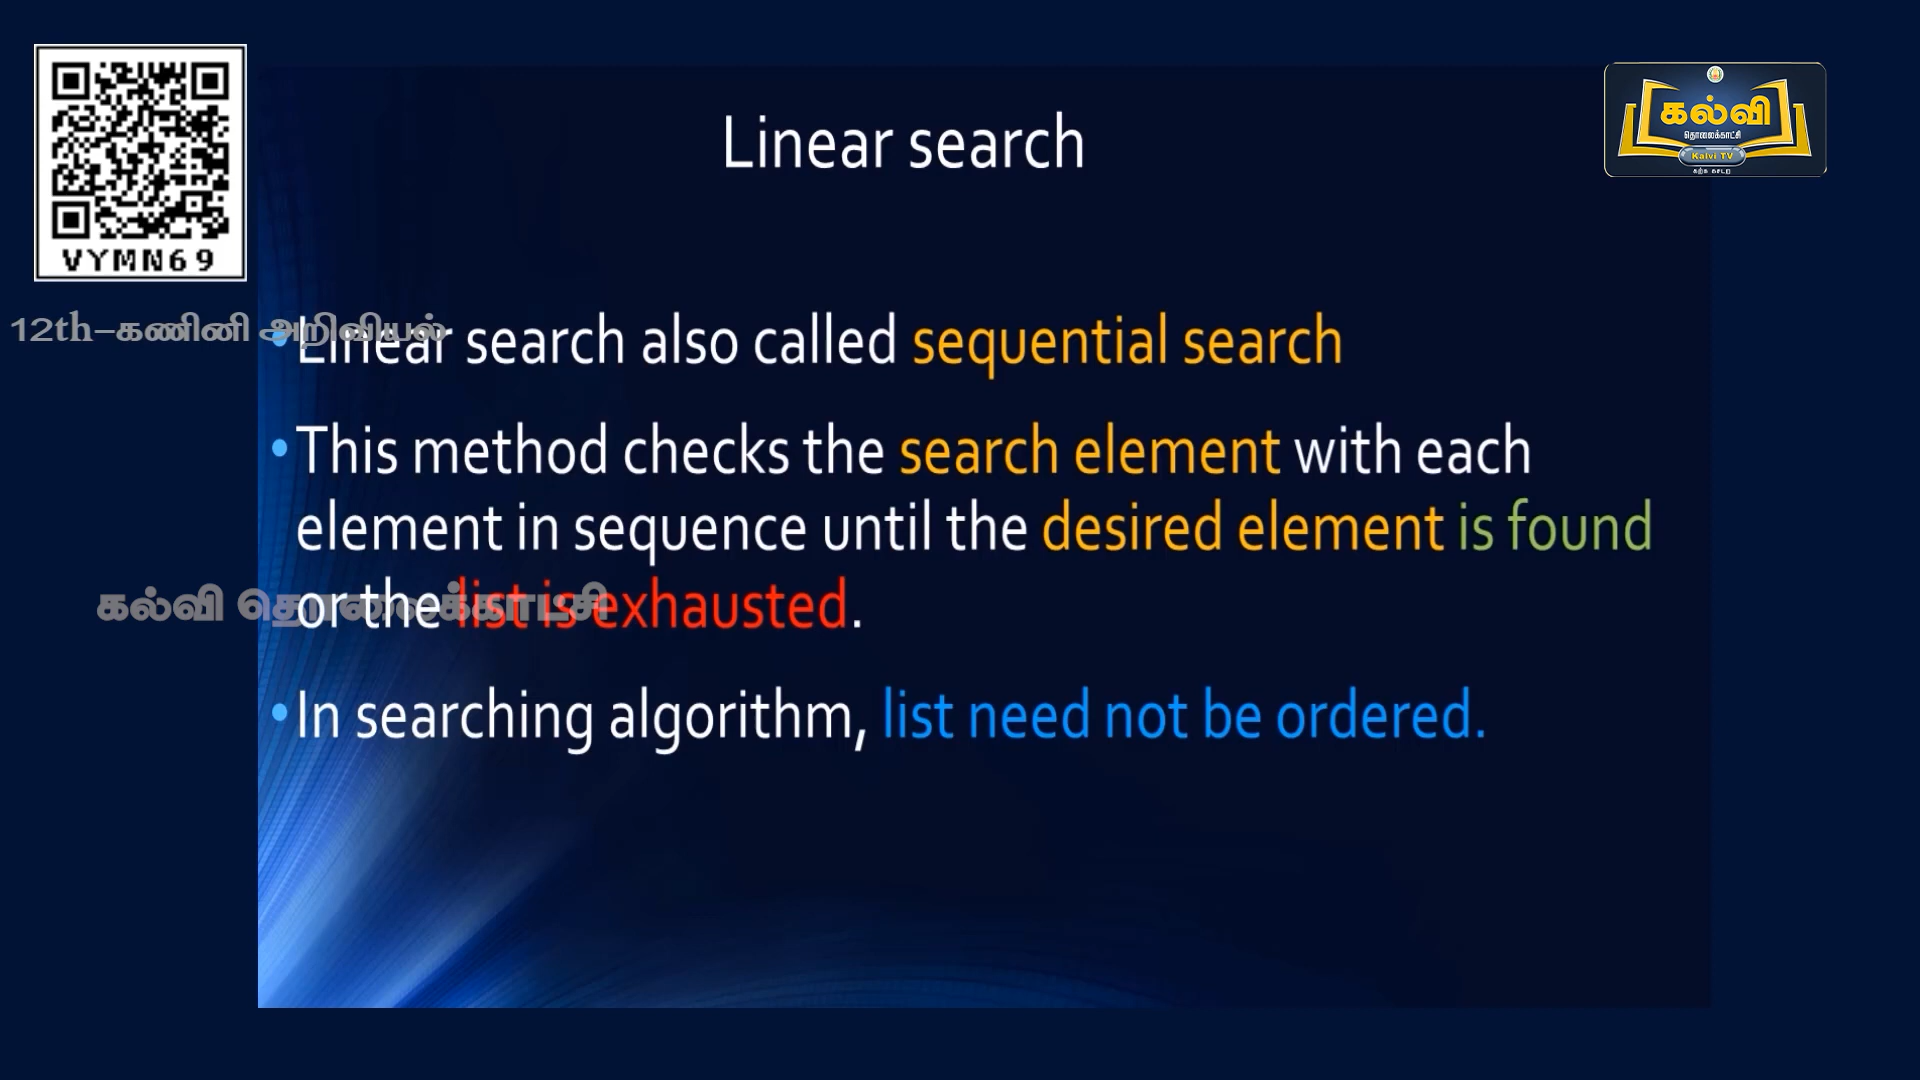 VYMN69
கல்வி
தொலைக்காட்சி
Kalvi TV
கற்க கசடற
Linear search
12th-கணினி அறிவியல்
• Linear search also called sequential search
• This method checks the search element with each
element in sequence until the desired element is found
or the list is exhausted.
கல்வி தொலைக்காட்சி
• In searching algorithm, list need not be ordered.